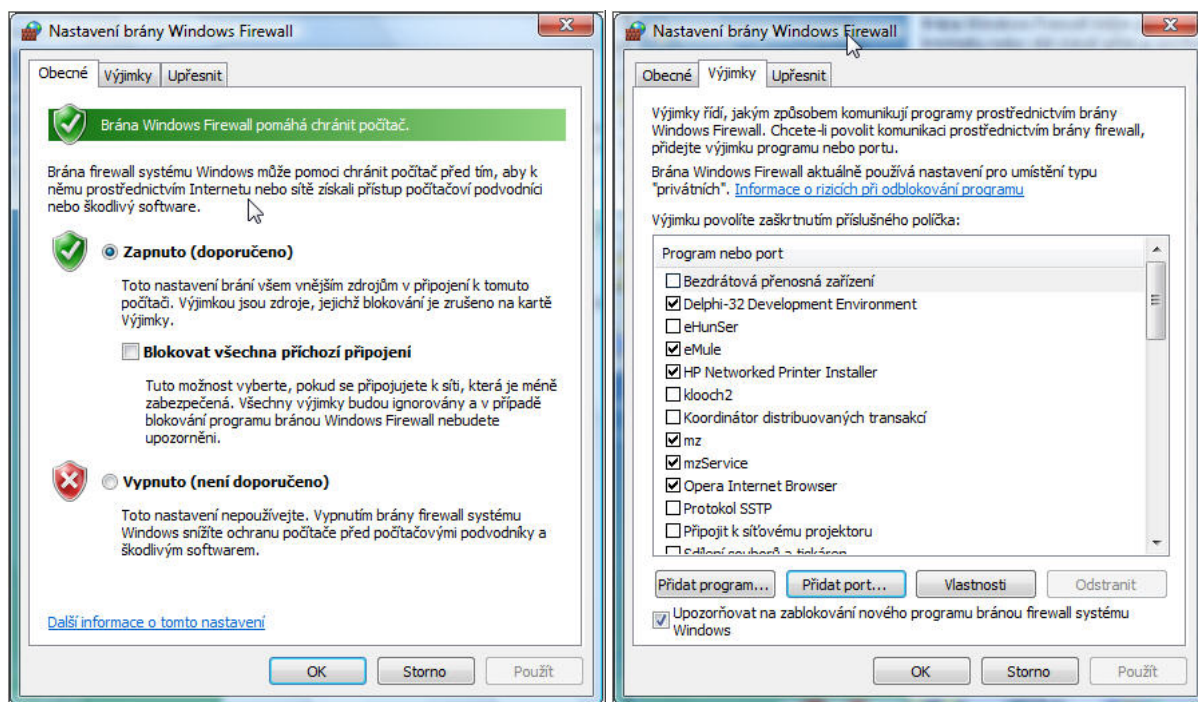 Nastavení brány Windows Firewall
Obecné
Výjimky
Upřesnit
Brána Windows Firewall pomáhá chránit počítač.
Brána firewall systému Windows může pomoci chránit počítač před tím, aby k
němu prostřednictvím Internetu nebo sítě získali přístup počítačoví podvodníci
nebo škodlivý software.
Zapnuto (doporučeno)
Toto nastavení brání všem vnějším zdrojům v připojení k tomuto
počítači. Výjimkou jsou zdroje, jejichž blokování je zrušeno na kartě
Výjimky.
Blokovat všechna příchozí připojení
Tuto možnost vyberte, pokud se připojujete k síti, která je méně
zabezpečená. Všechny výjimky budou ignorovány a v případě
blokování programu bránou Windows Firewall nebudete
upozorněni.
Vypnuto (není doporučeno)
Toto nastavení nepoužívejte. Vypnutím brány firewall systému
Windows snížíte ochranu počítače před počítačovými podvodníky a
škodlivým softwarem.
Další informace o tomto nastavení
OK
Storno
Použít
Nastavení brány Windows Firewall
Obecné
Výjimky
Upřesnit
Výjimky řídí, jakým způsobem komunikují programy prostřednictvím brány
Windows Firewall. Chcete-li povolit komunikaci prostřednictvím brány firewall,
přidejte výjimku programu nebo portu.
Brána Windows Firewall aktuálně používá nastavení pro umístění typu
"privátních". Informace o rizicích při odblokování programu
Výjimku povolíte zaškrtnutím příslušného políčka:
Program nebo port
Bezdrátová přenosná zařízení
Delphi-32 Development Environment
eHunSer
eMule
HP Networked Printer Installer
klooch2
Koordinátor distribuovaných transakcí
mz
mzService
Opera Internet Browser
Protokol SSTP
Připojit k síťovému projektoru
Sdílení souborů a tiskáren
Přidat program...
Přidat port...
Vlastnosti
Odstranit
Upozorňovat na zablokování nového programu bránou firewall systému
Windows
OK
Storno
Použít